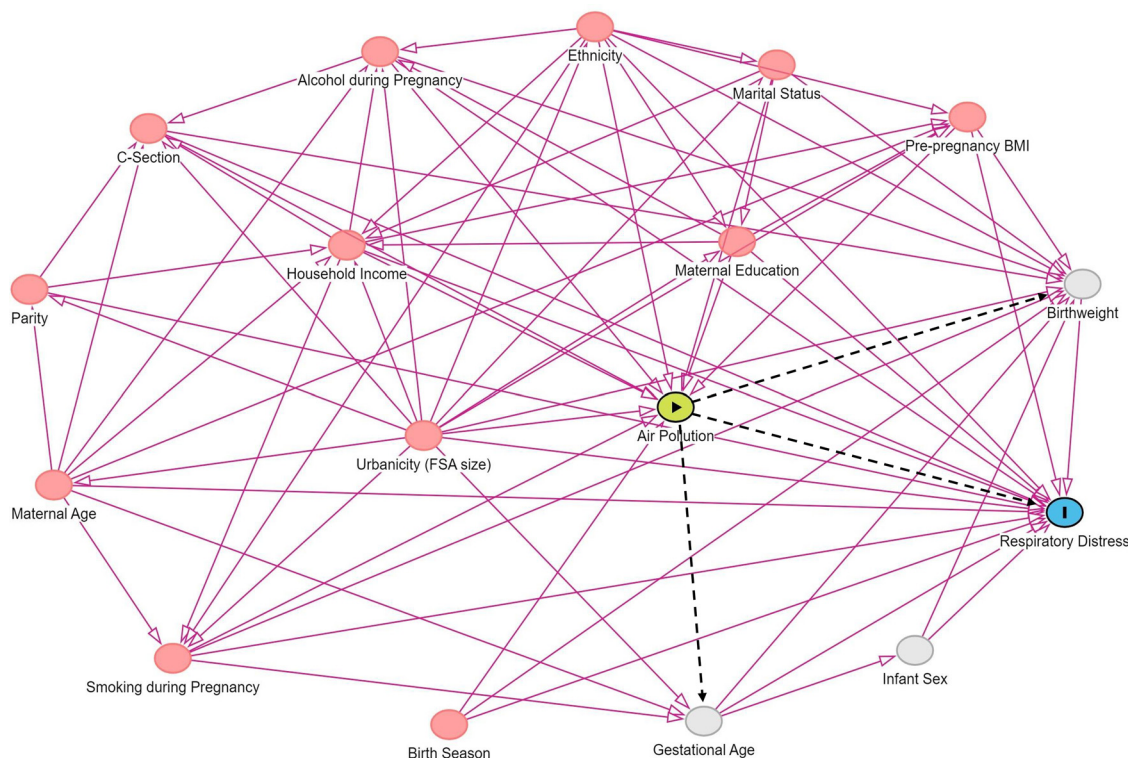 Ethnicity
Alcohol during Pregnancy
Marital Status
C-Section
Pre-pregnancy BMI
Household Income
Maternal Education
Parity
Birthweight
Air Pollution
Urbanicity (FSA size)
Maternal Age
Respiratory Distress
Smoking during Pregnancy
Infant Sex
Birth Season
Gestational Age